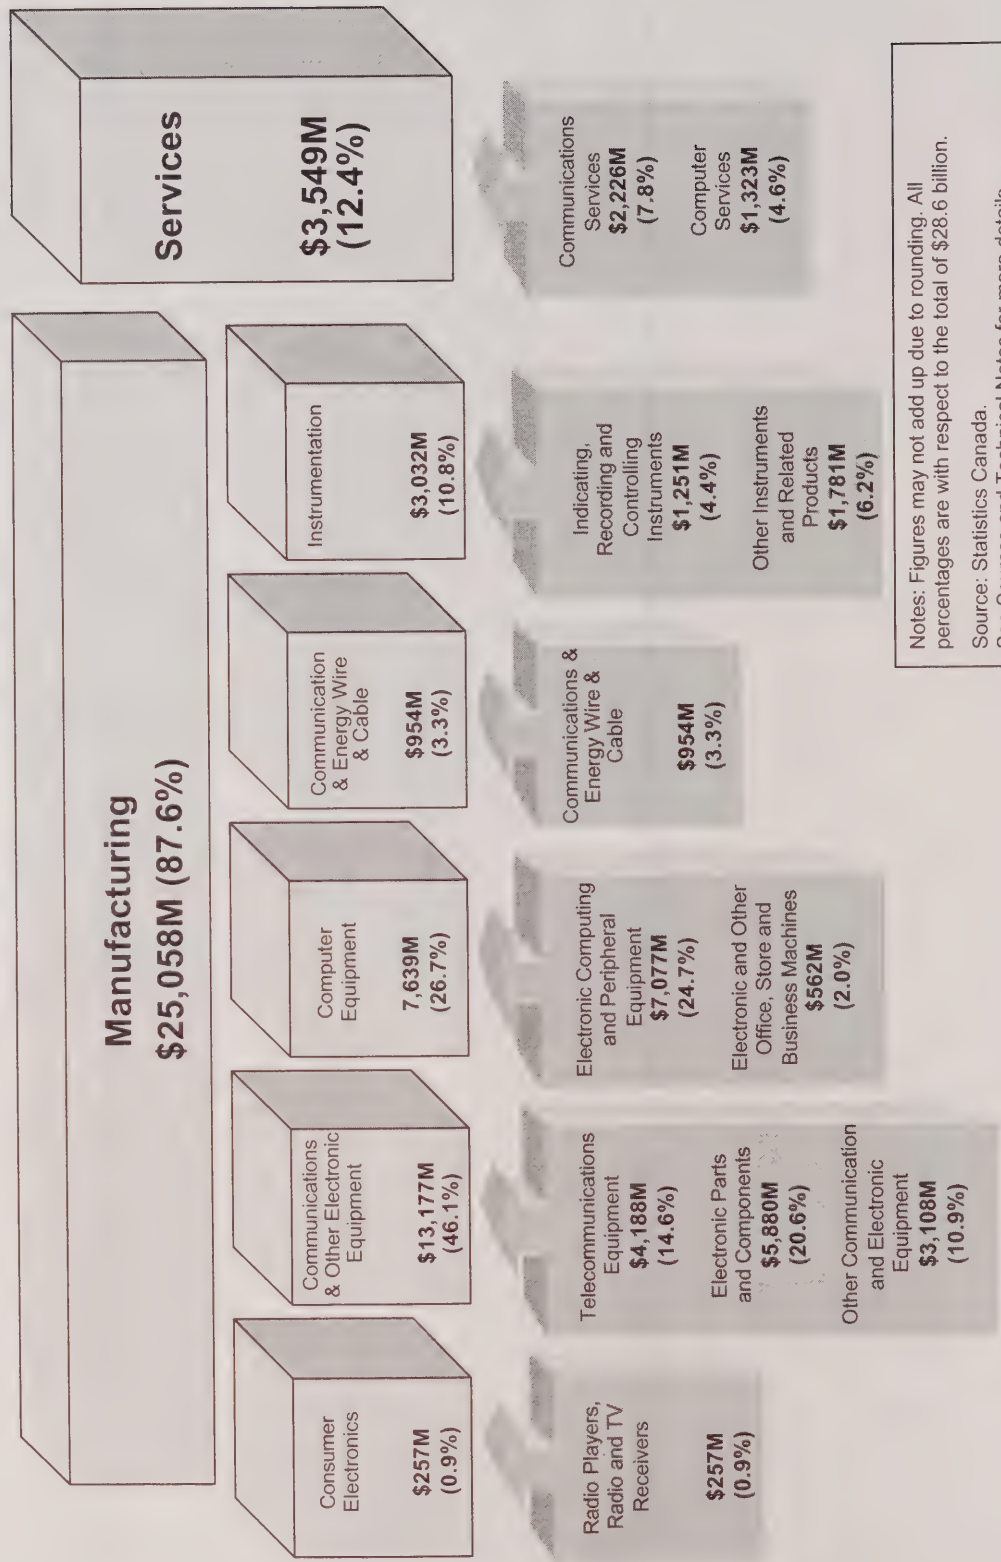 Manufacturing
$25,058M (87.6%)
Services
$3,549M
(12.4%)
Consumer
Electronics
$257M
(0.9%)
Communications
& Other Electronic
Equipment
$13,177M
(46.1%)
Computer
Equipment
7,639M
(26.7%)
Communication
& Energy Wire
& Cable
$954M
(3.3%)
Instrumentation
$3,032M
(10.8%)
Radio Players,
Radio and TV
Receivers
$257M
(0.9%)
Telecommunications
Equipment
$4,188M
(14.6%)
Electronic Parts
and Components
$5,880M
(20.6%)
Other Communication
and Electronic
Equipment
$3,108M
(10.9%)
Electronic Computing
and Peripheral
Equipment
$7,077M
(24.7%)
Electronic and Other
Office, Store and
Business Machines
$562M
(2.0%)
Communications &
Energy Wire &
Cable
$954M
(3.3%)
Indicating,
Recording and
Controlling
Instruments
$1,251M
(4.4%)
Other Instruments
and Related
Products
$1,781M
(6.2%)
Communications
Services
$2,226M
(7.8%)
Computer
Services
$1,323M
(4.6%)
Notes: Figures may not add up due to rounding. All
percentages are with respect to the total of $28.6 billion.
Source: Statistics Canada.